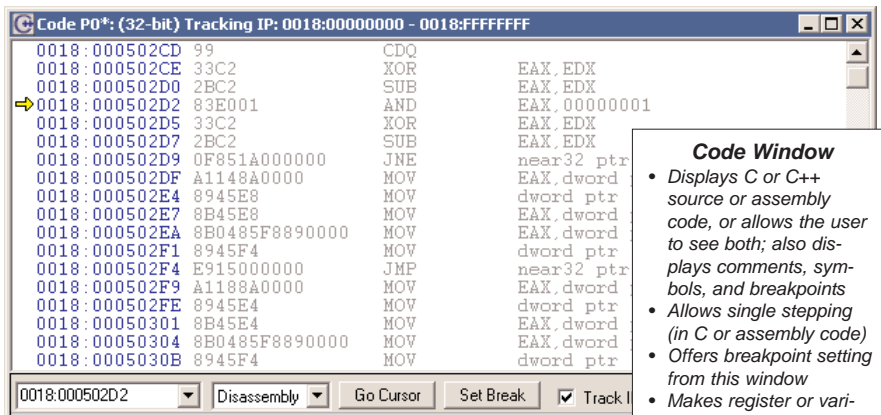 Code P0*: (32-bit) Tracking IP: 0018:00000000 - 0018:FFFFFFFF
0018:000502CD 99 CDQ
0018:000502CE 33C2 XOR EAX,EDX
0018:000502D0 2BC2 SUB EAX,EDX
0018:000502D2 83E001 AND EAX,00000001
0018:000502D5 33C2 XOR EAX,EDX
0018:000502D7 2BC2 SUB EAX,EDX
0018:000502D9 0F851A000000 JNE near32 ptr
0018:000502DF A1148A0000 MOV EAX,dword
0018:000502E4 8945E8 MOV dword ptr
0018:000502E7 8B45E8 MOV EAX,dword
0018:000502EA 8B0485F8890000 MOV EAX,dword
0018:000502F1 8945F4 MOV dword ptr
0018:000502F4 E915000000 JMP near32 ptr
0018:000502F9 A1188A0000 MOV EAX,dword
0018:000502FE 8945E4 MOV dword ptr
0018:00050301 8B45E4 MOV EAX,dword
0018:00050304 8B0485F8890000 MOV EAX,dword
0018:0005030B 8945F4 MOV dword ptr
0018:000502D2 Disassembly Go Cursor Set Break Track
Code Window
• Displays C or C++
source or assembly
code, or allows the user
to see both; also dis-
plays comments, sym-
bols, and breakpoints
• Allows single stepping
(in C or assembly code)
• Offers breakpoint setting
from this window
• Makes register or vari-